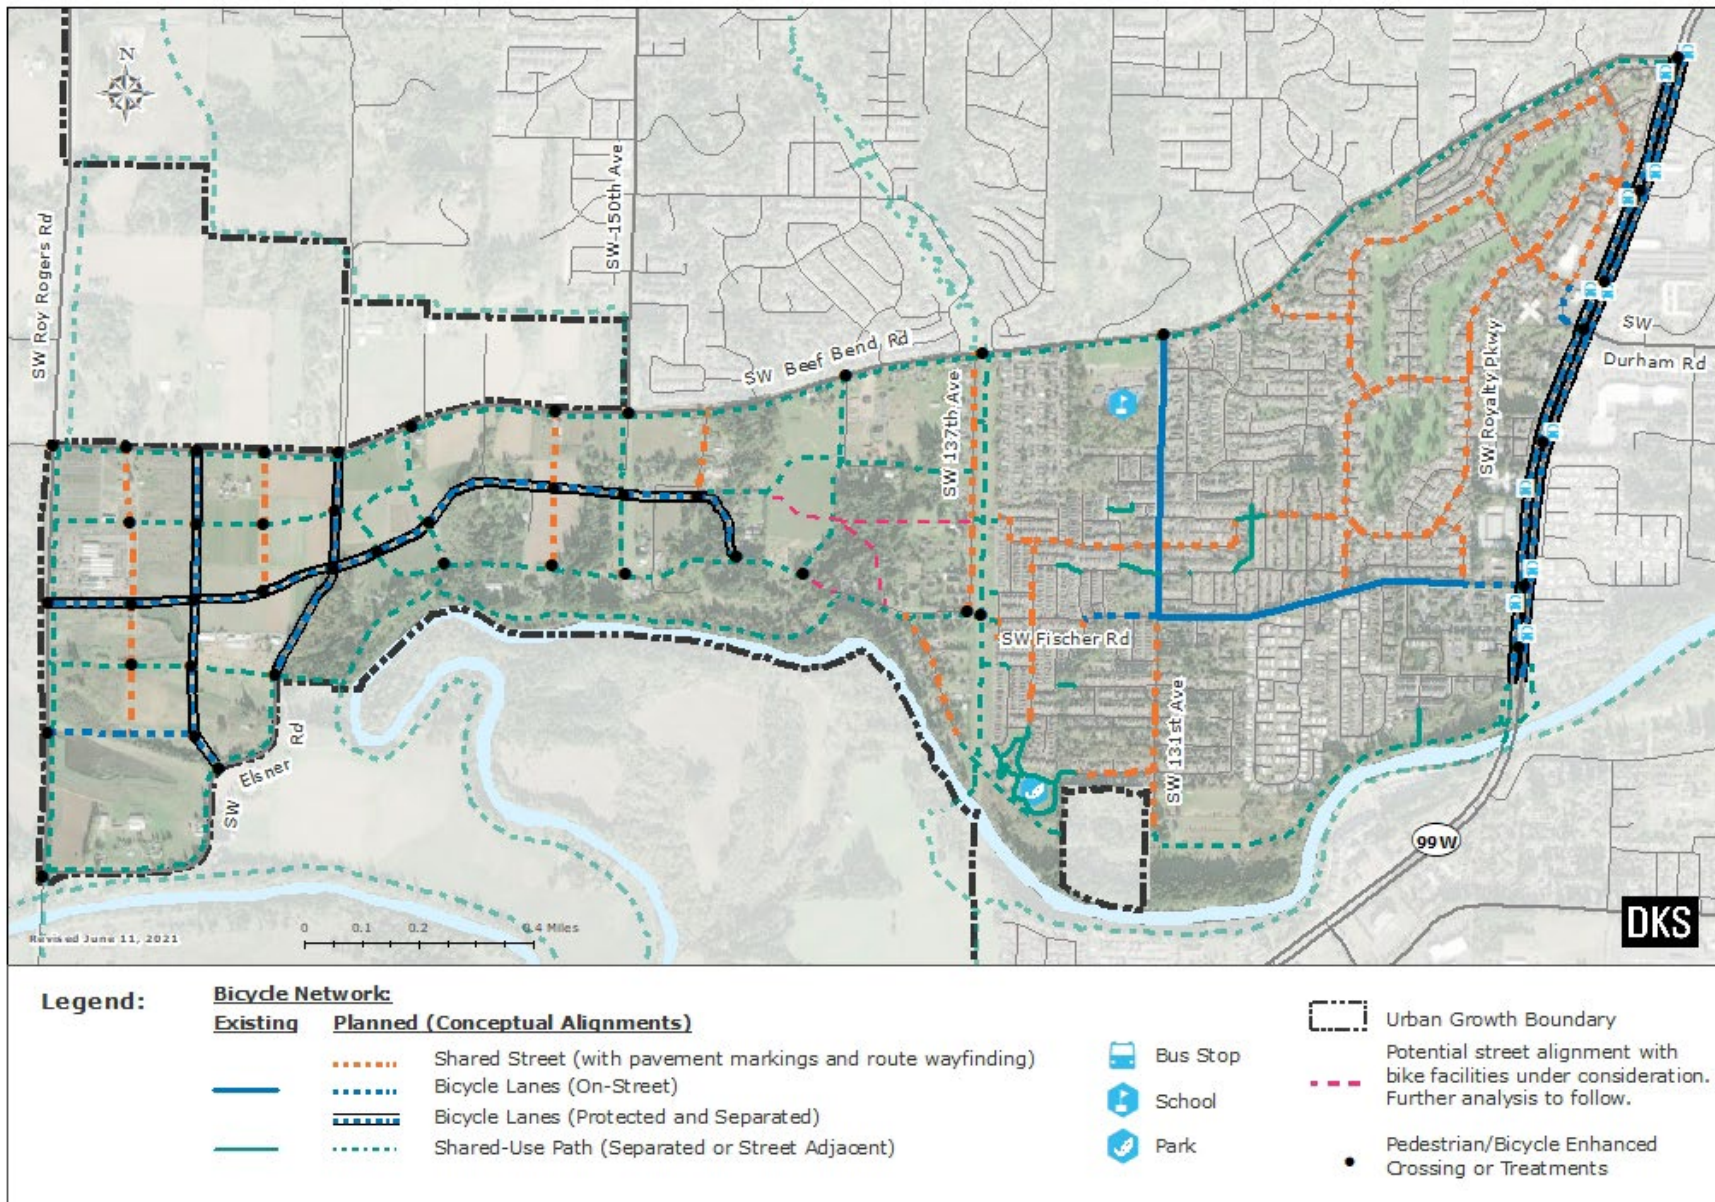 N
SW Roy Rogers Rd
SW 150th Ave
SW Beef Bend Rd
SW 137th Ave
SW Royalty Pkwy
SW
Durham Rd
SW Fischer Rd
SW 131st Ave
SW Elsner Rd
99W
0 0.1 0.2 0.4 Miles
Revised June 11, 2021
DKS
Legend:
Bicycle Network:
Existing Planned (Conceptual Alignments)
Shared Street (with pavement markings and route wayfinding)
Bicycle Lanes (On-Street)
Bicycle Lanes (Protected and Separated)
Shared-Use Path (Separated or Street Adjacent)
Bus Stop
School
Park
Urban Growth Boundary
Potential street alignment with
bike facilities under consideration.
Further analysis to follow.
Pedestrian/Bicycle Enhanced
Crossing or Treatments